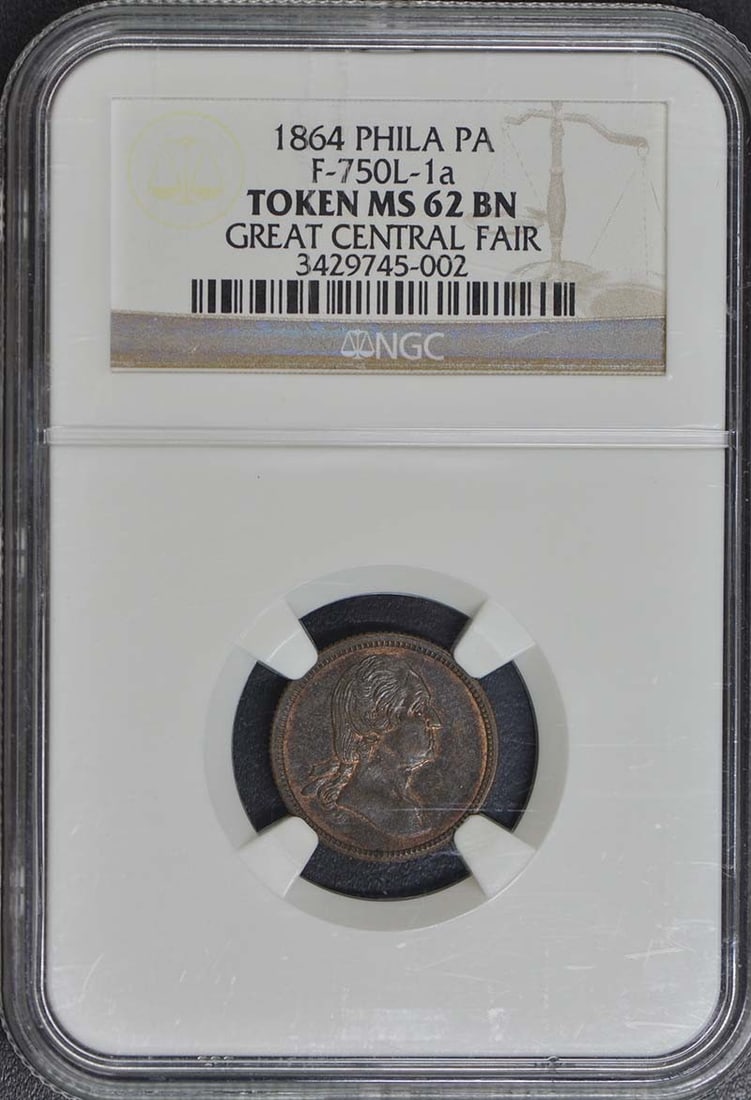 1864 PHILA PA
F-750L-1a
TOKEN MS 62 BN
GREAT CENTRAL FAIR
3429745-002
NGC